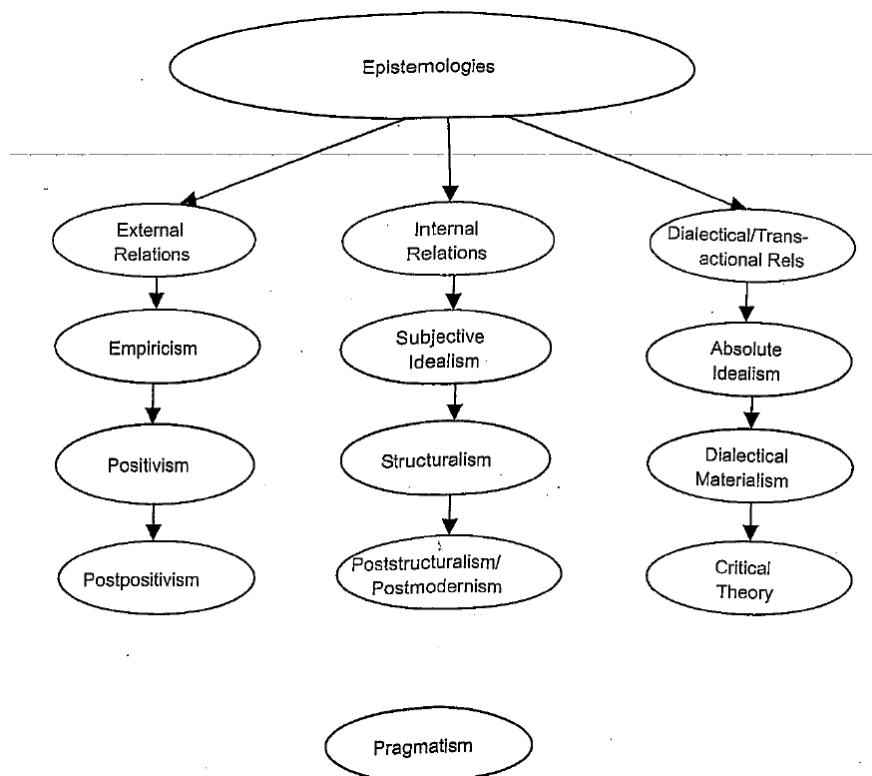 Epistemologies
External
Relations
Internal
Relations
Dialectical/Trans-
actional Rels
Empiricism
Subjective
Idealism
Absolute
Idealism
Positivism
Structuralism
Dialectical
Materialism
Postpositivism
Poststructuralism/
Postmodernism
Critical
Theory
Pragmatism